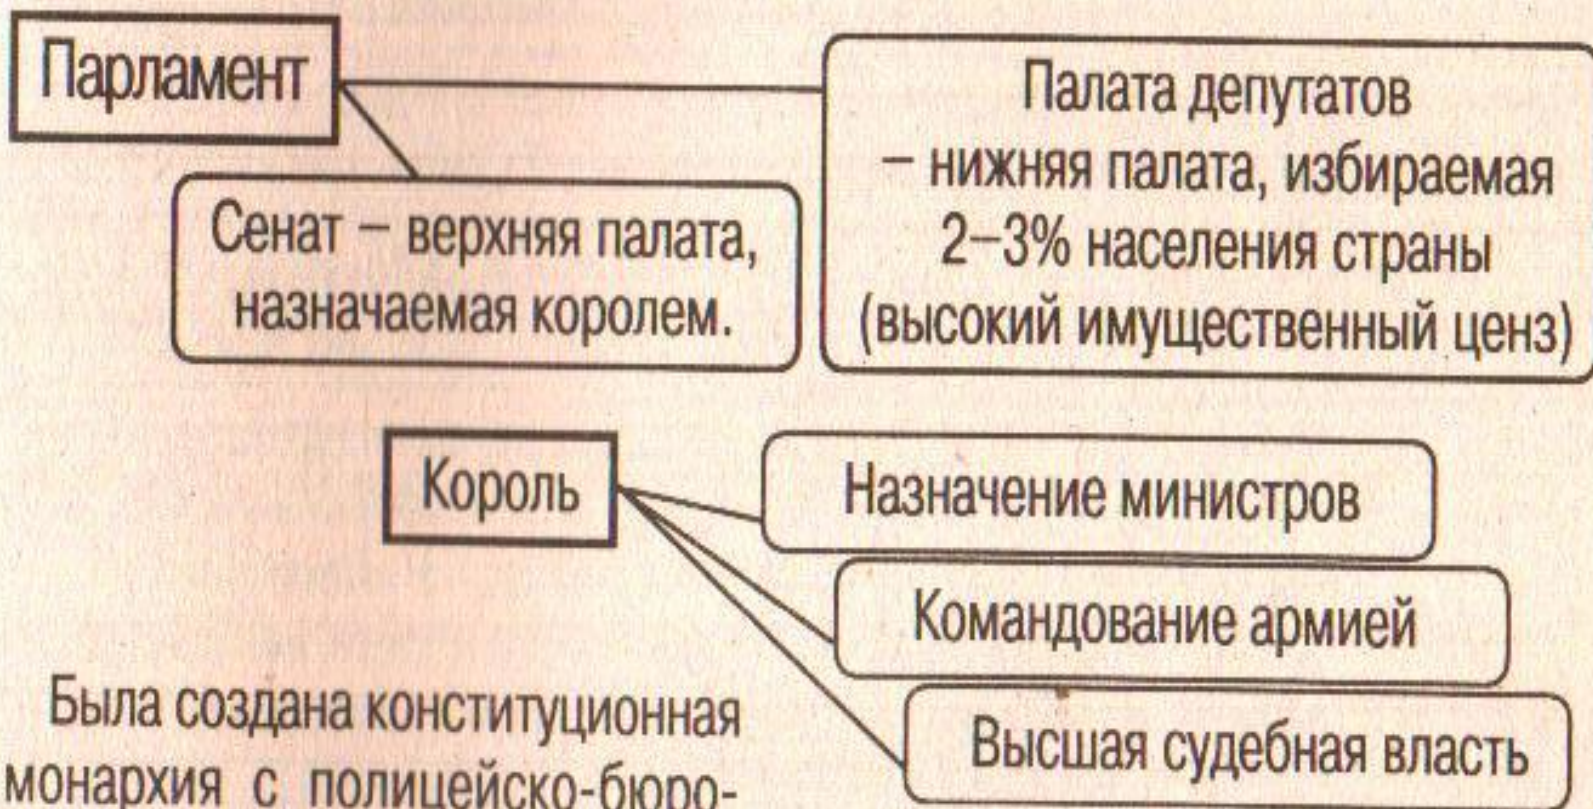 Парламент
Палата депутатов
– нижняя палата, избираемая
2–3% населения страны
(высокий имущественный ценз)
Сенат – верхняя палата,
назначаемая королем.
Король
Назначение министров
Командование армией
Высшая судебная власть
Была создана конституционная
монархия с полицейско-бюро-